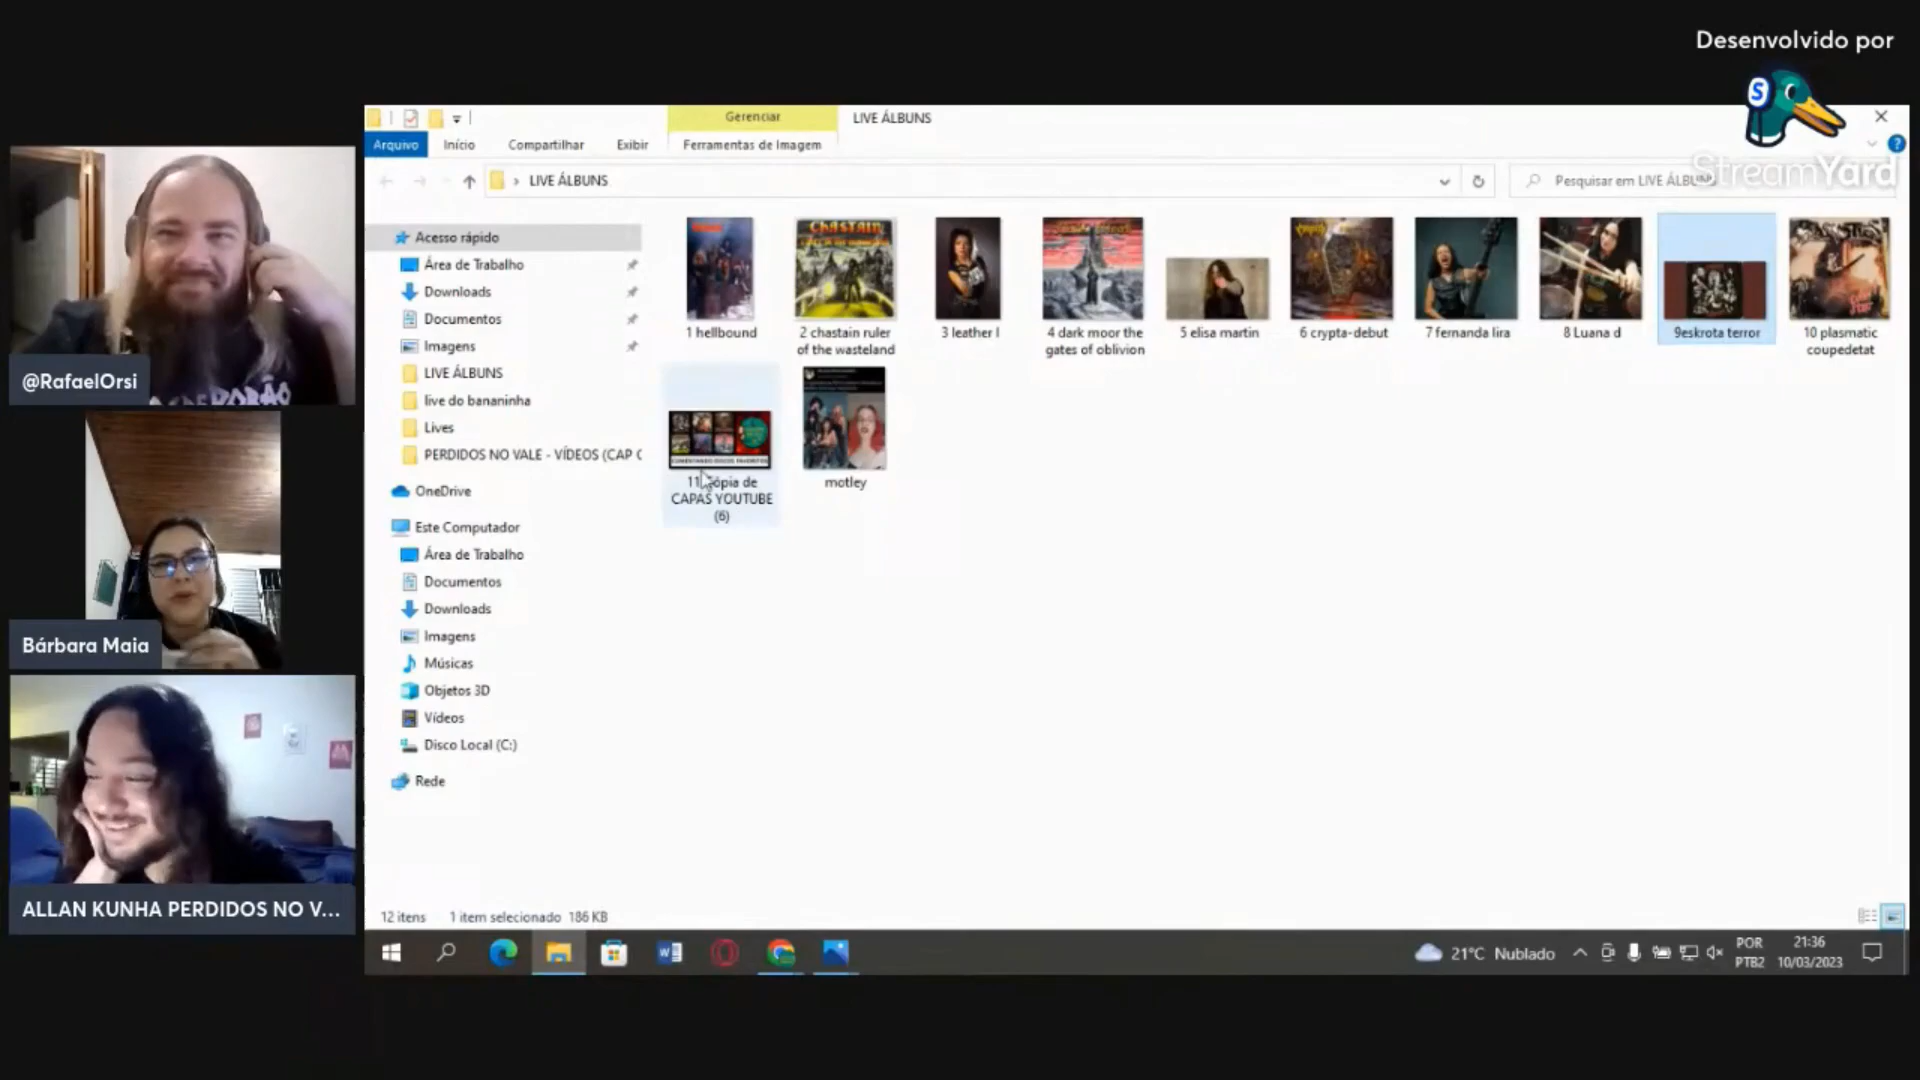 Desenvolvido por
StreamYard
Gerenciar
LIVE ÁLBUNS
Arquivo
Início
Compartilhar
Exibir
Ferramentas de Imagem
LIVE ÁLBUNS
Pesquisar em LIVE ÁLBUNS
@RafaelOrsi
Bárbara Maia
ALLAN KUNHA PERDIDOS NO V...
Acesso rápido
Área de Trabalho
Downloads
Documentos
Imagens
LIVE ÁLBUNS
live do bananinha
Lives
PERDIDOS NO VALE - VÍDEOS (CAP
OneDrive
Este Computador
Área de Trabalho
Documentos
Downloads
Imagens
Músicas
Objetos 3D
Vídeos
Disco Local (C:)
Rede
1 hellbound
2 chastain ruler
of the wasteland
3 leather l
4 dark moor the
gates of oblivion
5 elisa martin
6 crypta-debut
7 fernanda lira
8 Luana d
9eskrota terror
10 plasmatic
coupedetat
11 Cópia de
CAPAS YOUTUBE
(6)
motley
CHASTAIN
12 itens
1 item selecionado 186 KB
21°C Nublado
POR
PTB2
21:36
10/03/2023